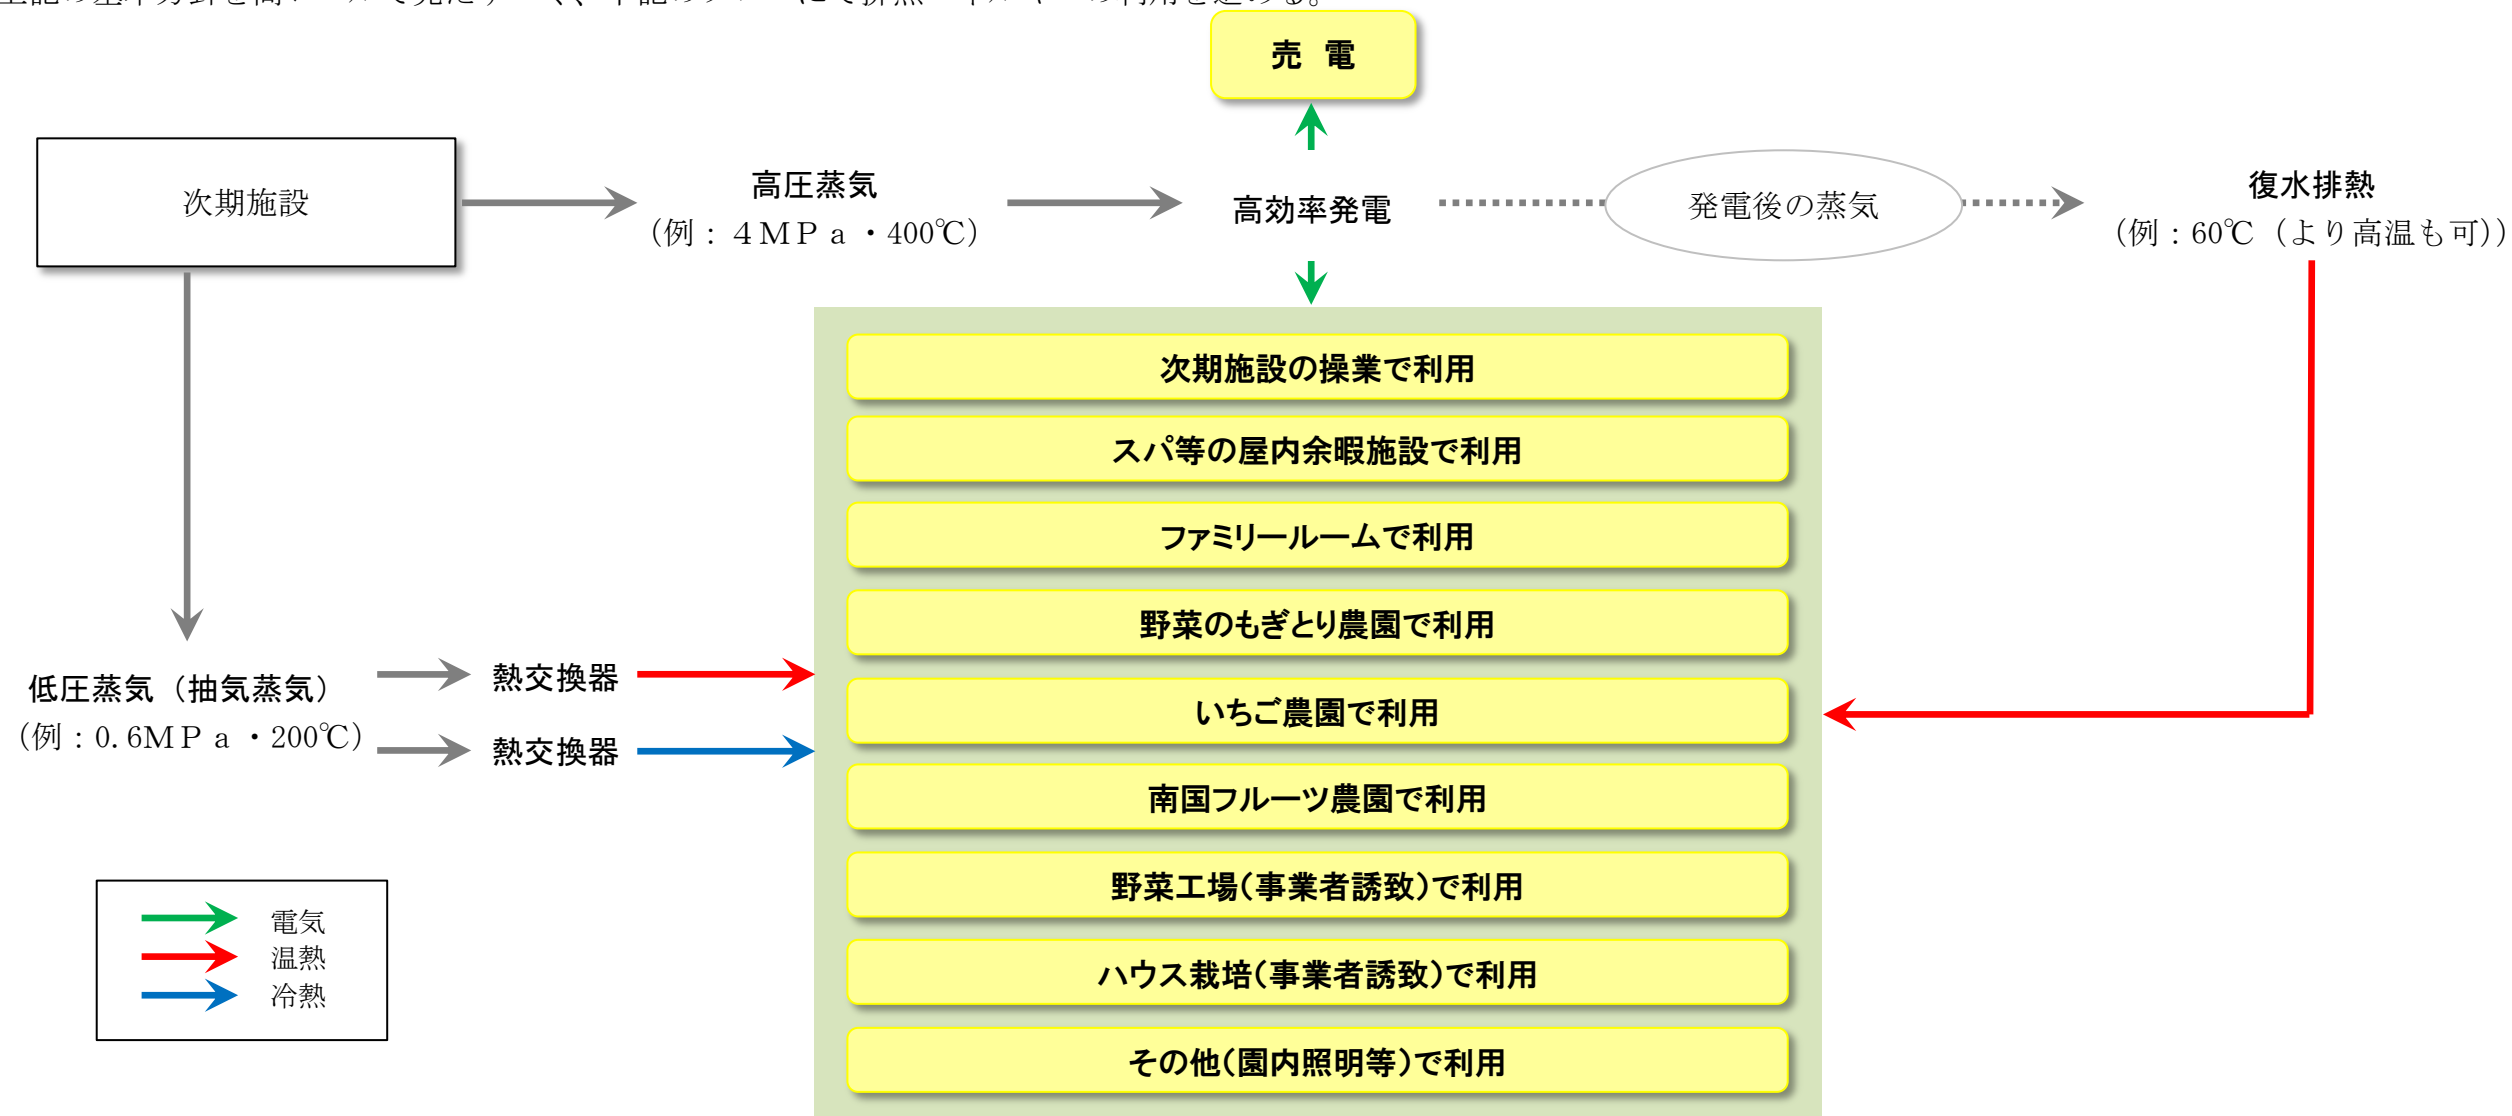 売　電
次期施設
高圧蒸気
（例：４ＭＰａ・400℃）
高効率発電
発電後の蒸気
復水排熱
（例：60℃（より高温も可））
次期施設の操業で利用
スパ等の屋内余暇施設で利用
ファミリールームで利用
野菜のもぎとり農園で利用
いちご農園で利用
南国フルーツ農園で利用
野菜工場（事業者誘致）で利用
ハウス栽培（事業者誘致）で利用
その他（園内照明等）で利用
低圧蒸気（抽気蒸気）
（例：0.6ＭＰａ・200℃）
熱交換器
熱交換器
電気
温熱
冷熱